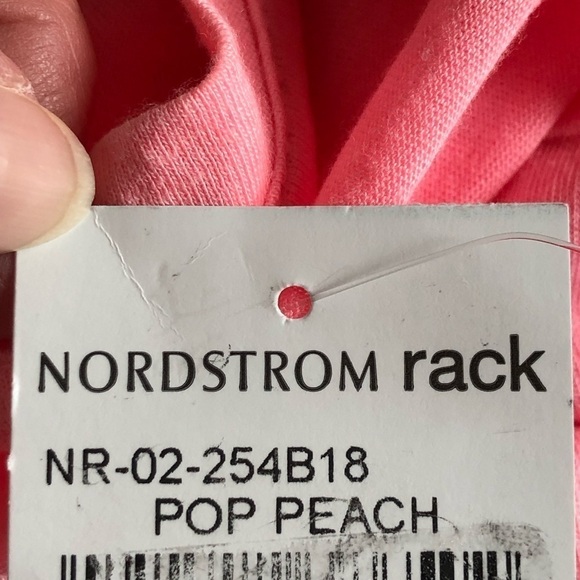 NORDSTROM rack
NR-02-254B18
POP PEACH